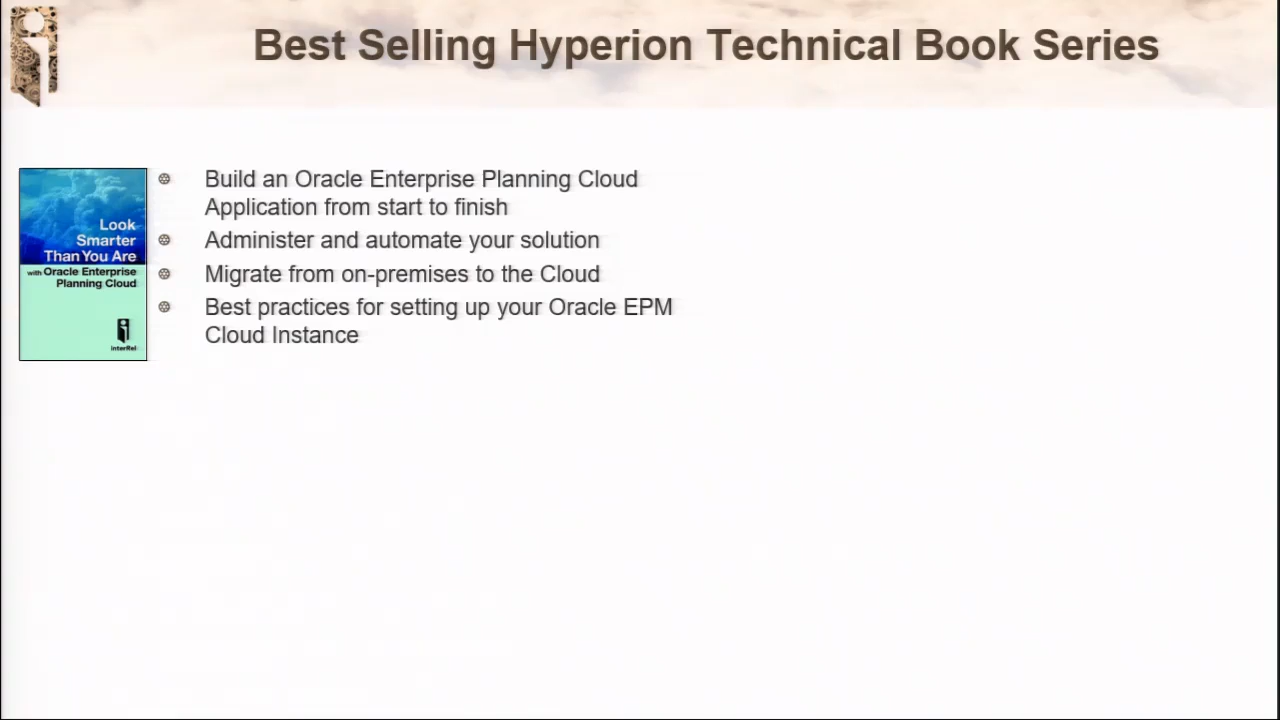 Best Selling Hyperion Technical Book Series
Look
Smarter
Than You Are
with Oracle Enterprise
Planning Cloud
interRel
Build an Oracle Enterprise Planning Cloud
Application from start to finish
Administer and automate your solution
Migrate from on-premises to the Cloud
Best practices for setting up your Oracle EPM
Cloud Instance